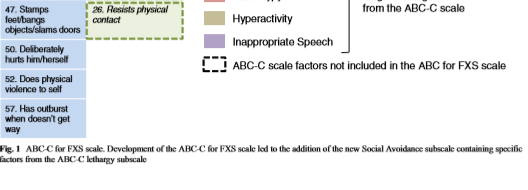 47. Stamps
feet/bangs
objects/slams doors
26. Resists physical
contact
50. Deliberately
hurts him/herself
52. Does physical
violence to self
57. Has outburst
when doesn't get
way
Hyperactivity
Inappropriate Speech
from the ABC-C scale
ABC-C scale factors not included in the ABC for FXS scale
Fig. 1 ABC-C for FXS scale. Development of the ABC-C for FXS scale led to the addition of the new Social Avoidance subscale containing specific
factors from the ABC-C lethargy subscale